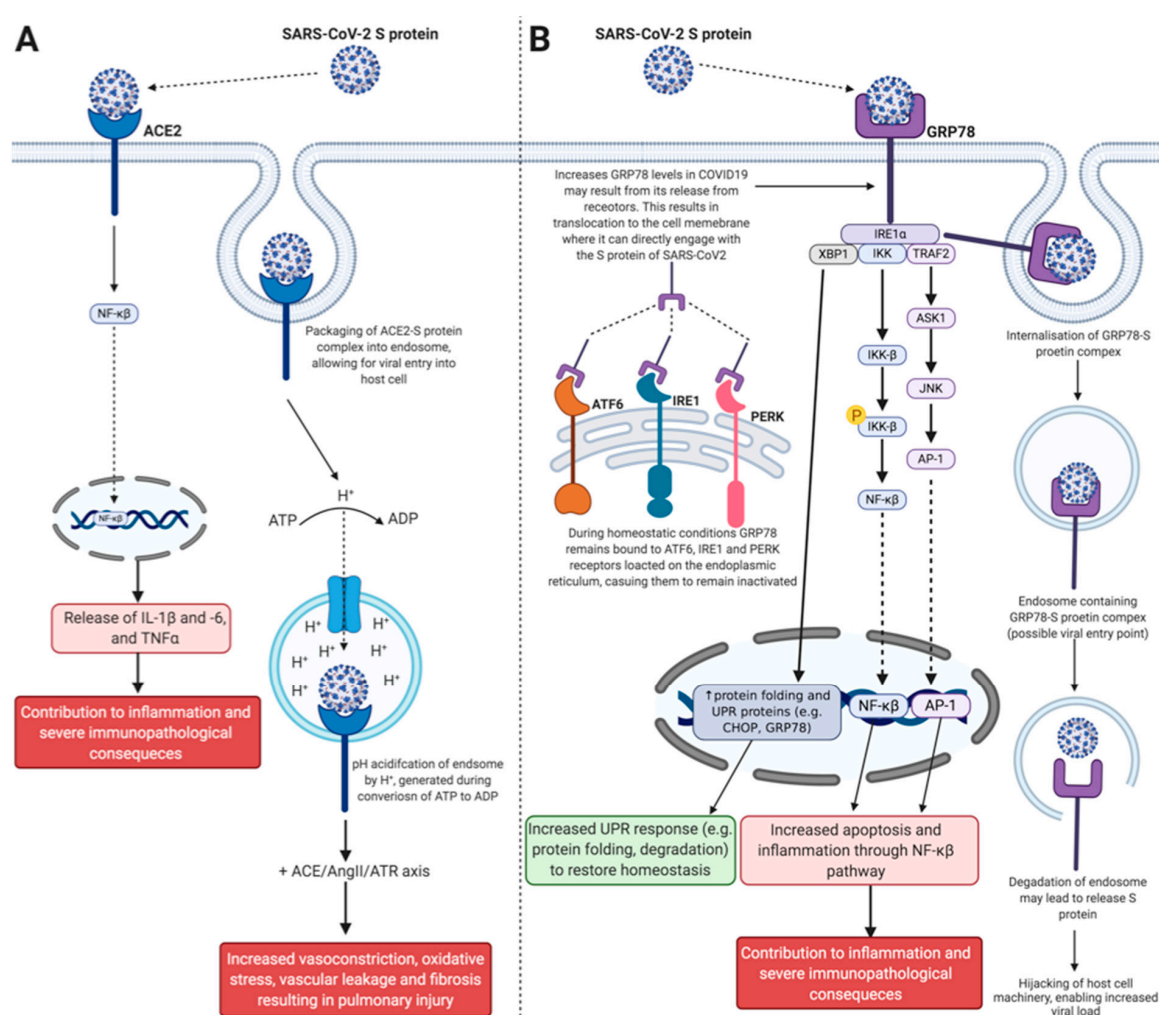 A
SARS-CoV-2 S protein
ACE2
NF-κβ
Packaging of ACE2-S protein
complex into endosome,
allowing for viral entry into
host cell
NF-κβ
H+
ATP
ADP
Release of IL-1β and -6,
and TNFα
H+
H+
H+
H+
H+
H+
H+
Contribution to inflammation and
severe immunopathological
conseqeces
pH acidifcation of endsome
by H+, generated during
converiosn of ATP to ADP
+ ACE/AngII/ATR axis
Increased vasoconstriction, oxidative
stress, vascular leakage and fibrosis
resulting in pulmonary injury
B
SARS-CoV-2 S protein
GRP78
Increases GRP78 levels in COVID19
may result from its release from
receotors. This results in
translocation to the cell memebrane
where it can directly engage with
the S protein of SARS-CoV2
IRE1α
XBP1
IKK
TRAF2
ASK1
IKK-β
JNK
P
IKK-β
AP-1
NF-κβ
ATF6
IRE1
PERK
During homeostatic conditions GRP78
remains bound to ATF6, IRE1 and PERK
receptors loacted on the endoplasmic
reticulum, casuing them to remain inactivated
Internalisation of GRP78-S
proetin compex
Endosome containing
GRP78-S proetin compex
(possible viral entry point)
↑protein folding and
UPR proteins (e.g.
CHOP, GRP78)
NF-κβ
AP-1
Increased UPR response (e.g.
protein folding, degradation)
to restore homeostasis
Increased apoptosis and
inflammation through NF-κβ
pathway
Contribution to inflammation and
severe immunopathological
conseqeces
Degadation of endosome
may lead to release S
protein
Hijacking of host cell
machinery, enabling increased
viral load